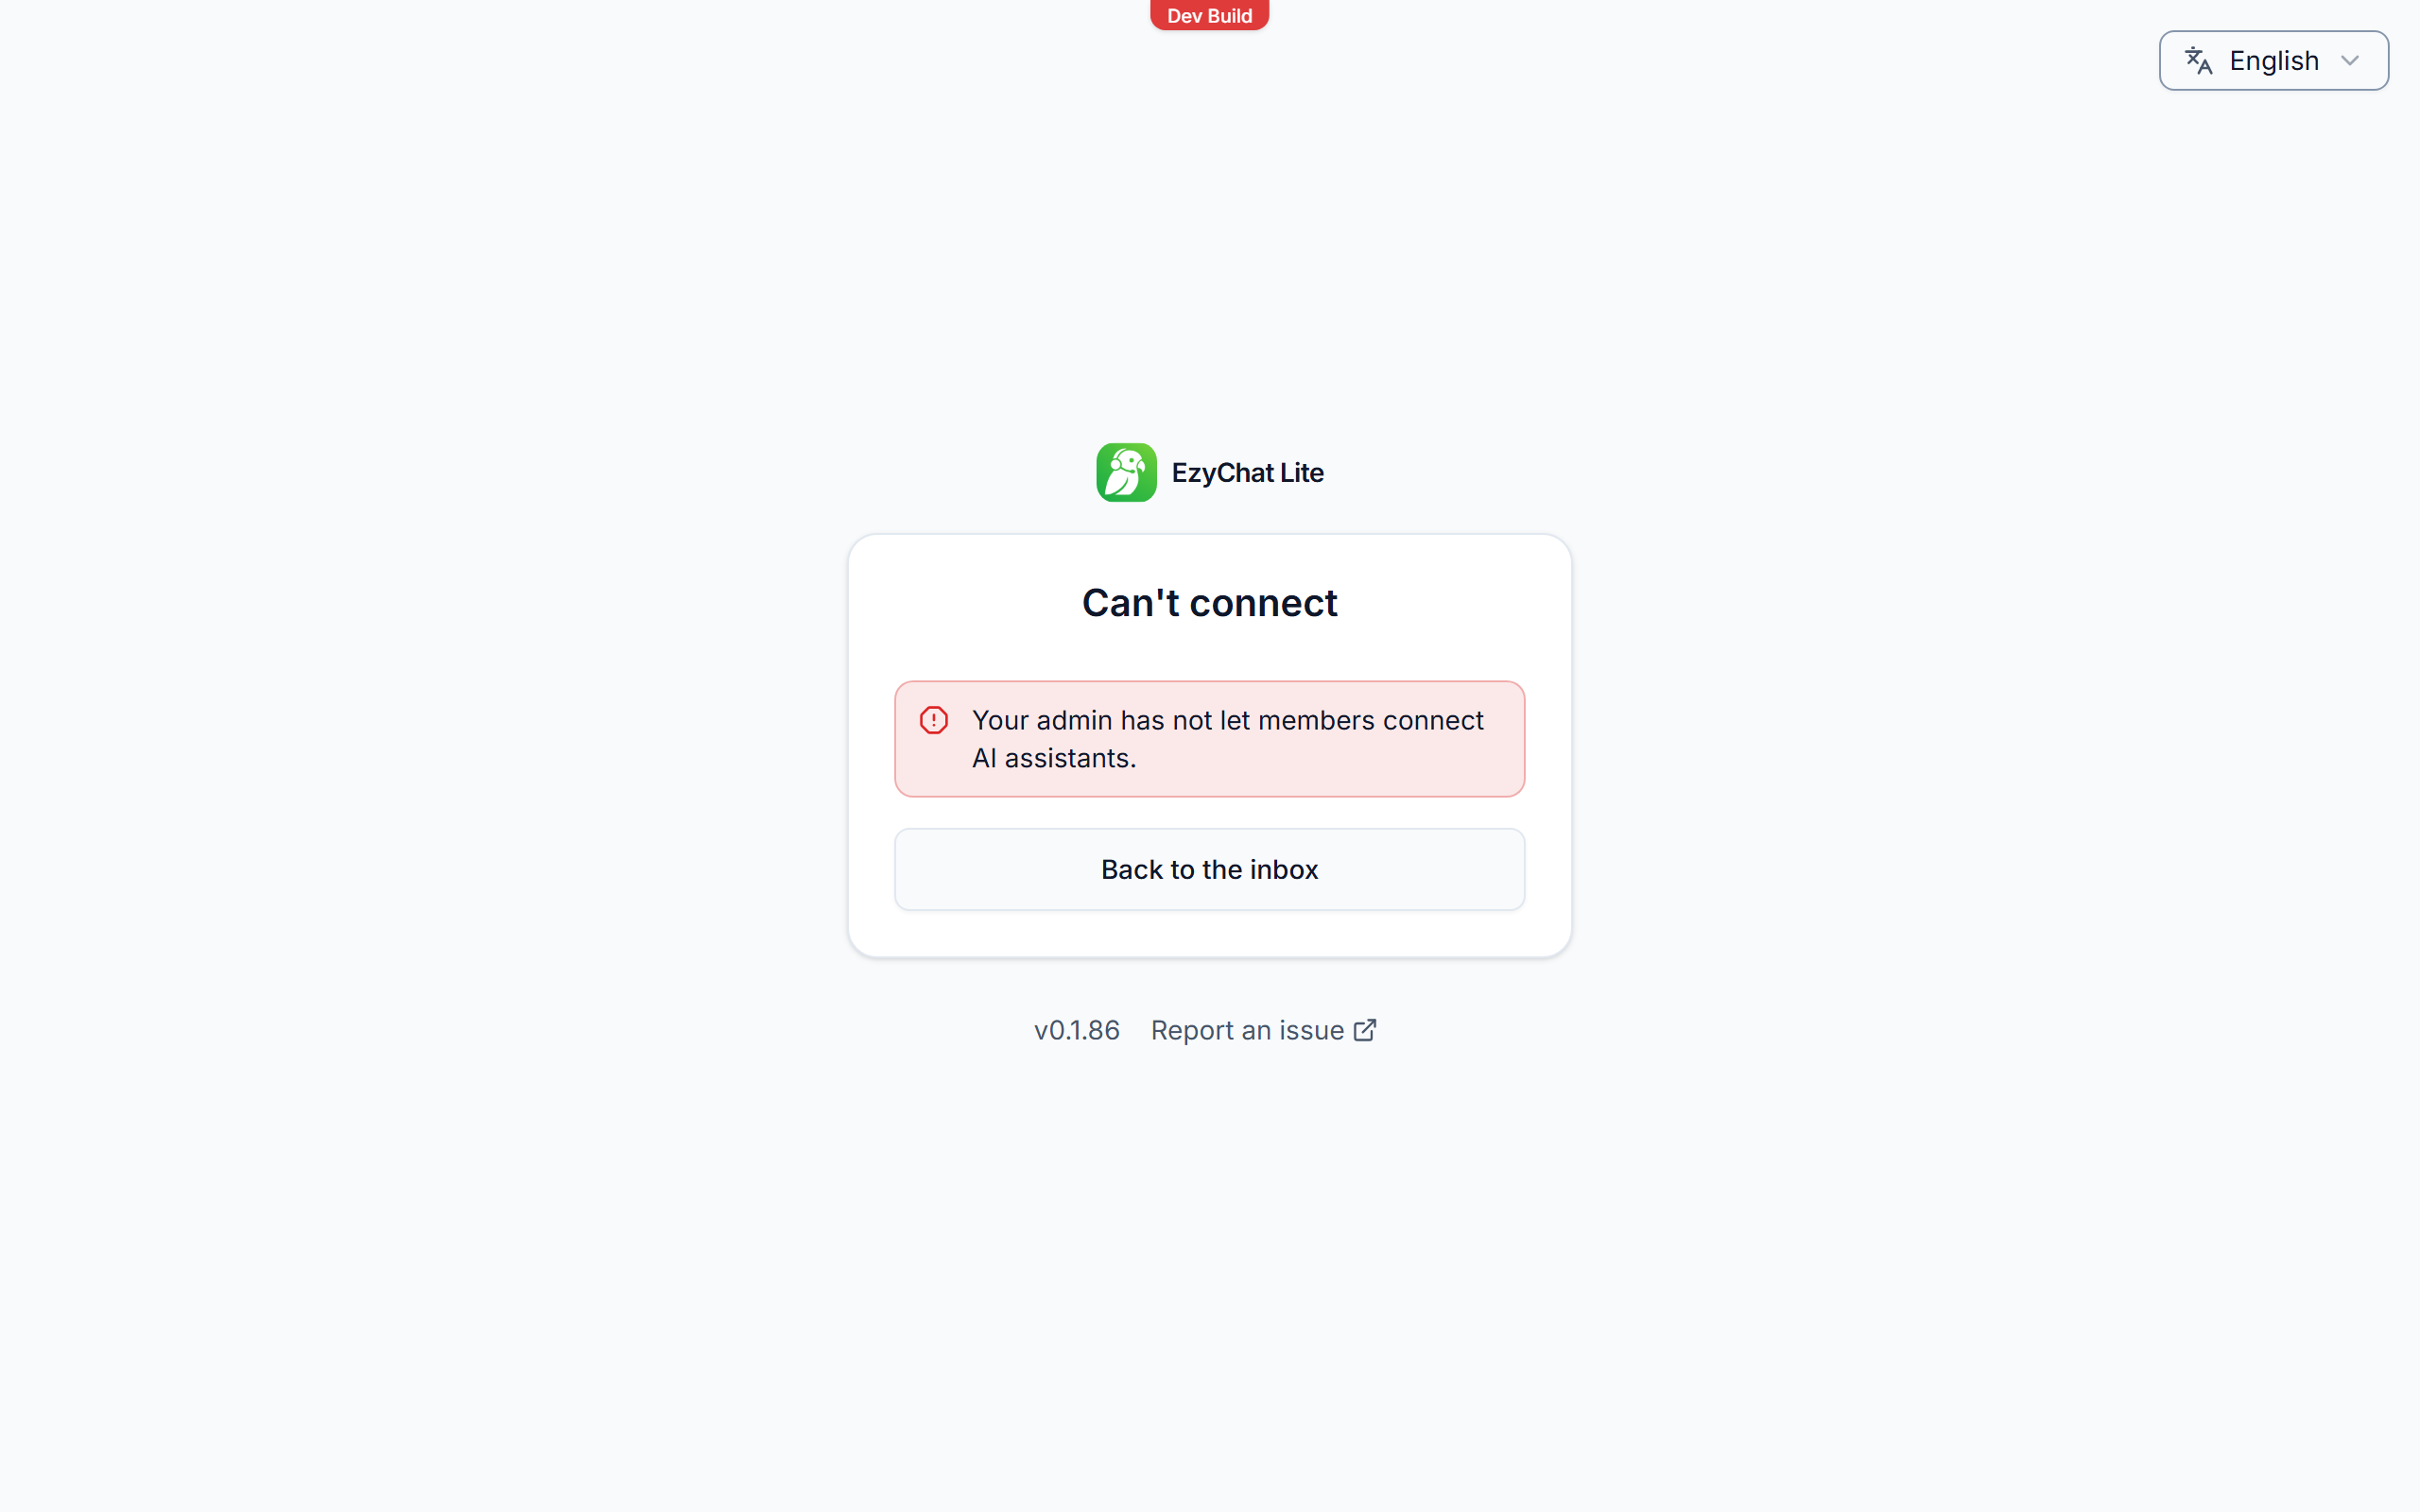 Dev Build
English
EzyChat Lite
Can't connect
Your admin has not let members connect
AI assistants.
Back to the inbox
v0.1.86 Report an issue